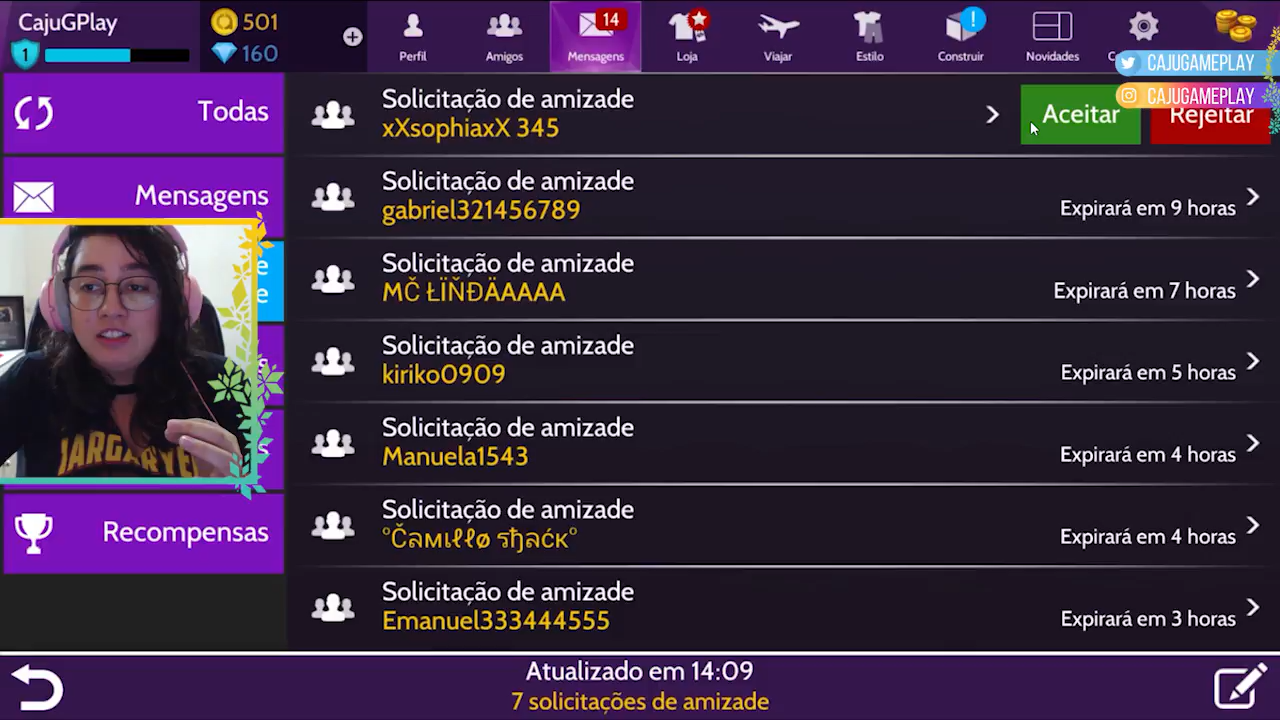 CajuGPlay
1
501
160
Perfil
Amigos
14
Mensagens
Loja
Viajar
Estilo
!
Construir
Novidades
CAJUGAMEPLAY
CAJUGAMEPLAY
Todas
Mensagens
Recompensas
Solicitação de amizade
xXsophiaxX 345
Aceitar
Rejeitar
Solicitação de amizade
gabriel321456789
Expirará em 9 horas
Solicitação de amizade
MČ ŁÏŇĐÄAAAA
Expirará em 7 horas
Solicitação de amizade
kiriko0909
Expirará em 5 horas
Solicitação de amizade
Manuela1543
Expirará em 4 horas
Solicitação de amizade
Expirará em 4 horas
Solicitação de amizade
Emanuel333444555
Expirará em 3 horas
Atualizado em 14:09
7 solicitações de amizade